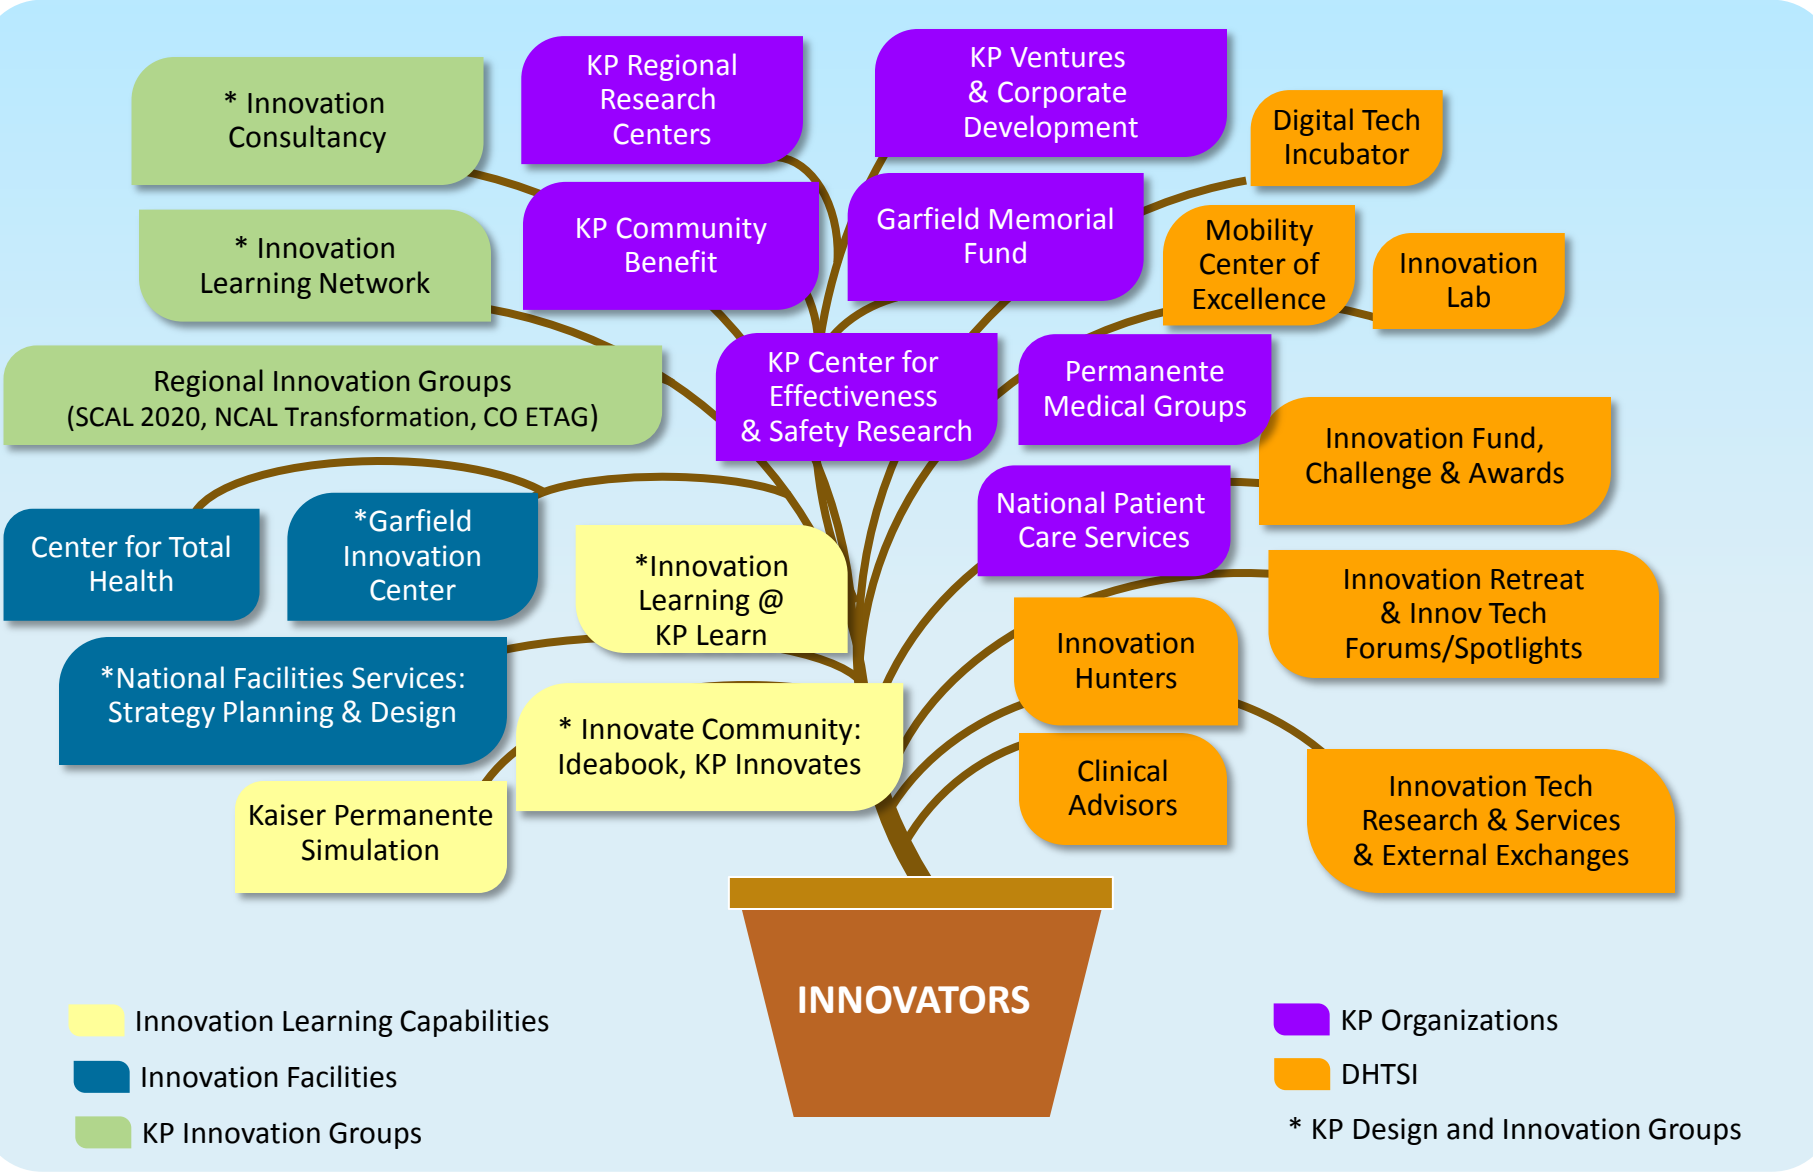 * Innovation
Consultancy
KP Regional
Research
Centers
KP Ventures
& Corporate
Development
Digital Tech
Incubator
* Innovation
Learning Network
KP Community
Benefit
Garfield Memorial
Fund
Mobility
Center of
Excellence
Innovation
Lab
Regional Innovation Groups
(SCAL 2020, NCAL Transformation, CO ETAG)
KP Center for
Effectiveness
& Safety Research
Permanente
Medical Groups
Innovation Fund,
Challenge & Awards
Center for Total
Health
*Garfield
Innovation
Center
*Innovation
Learning @
KP Learn
National Patient
Care Services
Innovation Retreat
& Innov Tech
Forums/Spotlights
*National Facilities Services:
Strategy Planning & Design
* Innovate Community:
Ideabook, KP Innovates
Innovation
Hunters
Kaiser Permanente
Simulation
Clinical
Advisors
Innovation Tech
Research & Services
& External Exchanges
INNOVATORS
Innovation Learning Capabilities
Innovation Facilities
KP Innovation Groups
KP Organizations
DHTSI
* KP Design and Innovation Groups